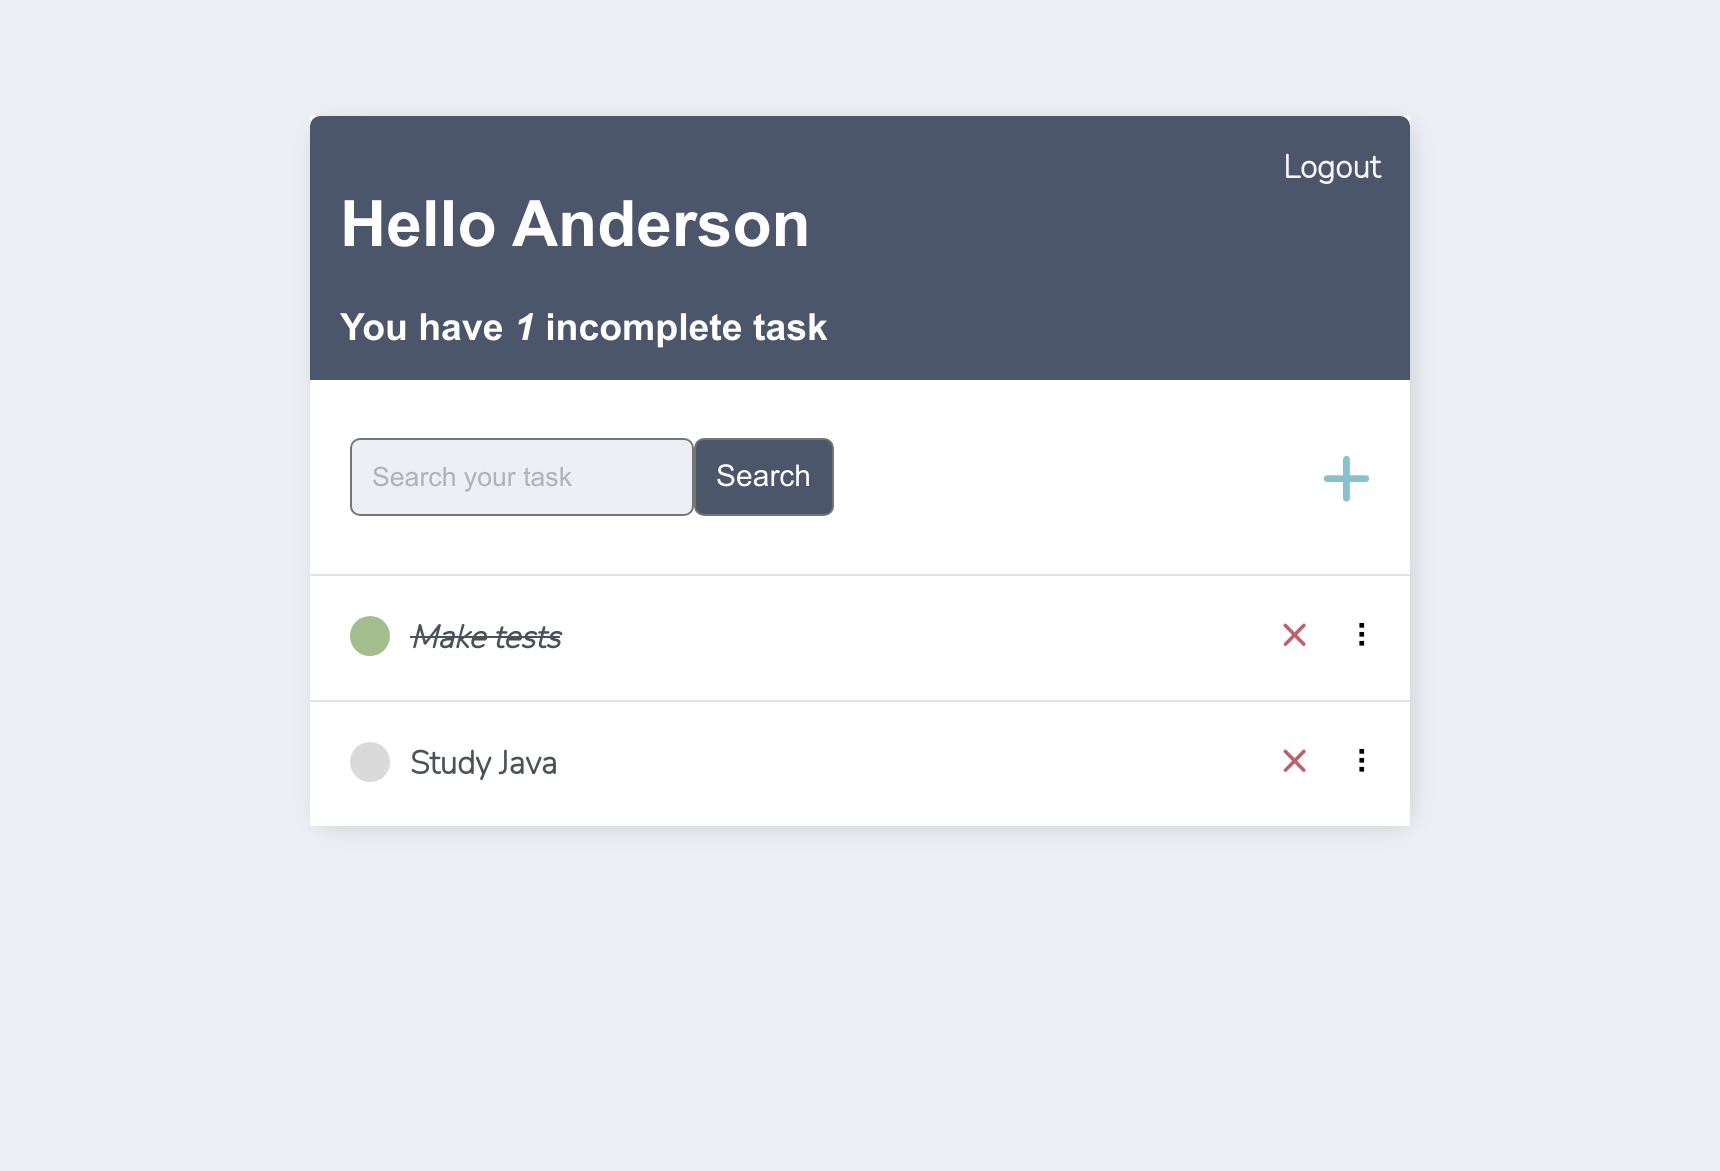 Logout
Hello Anderson
You have 1 incomplete task
Search your task Search
Make tests
Study Java